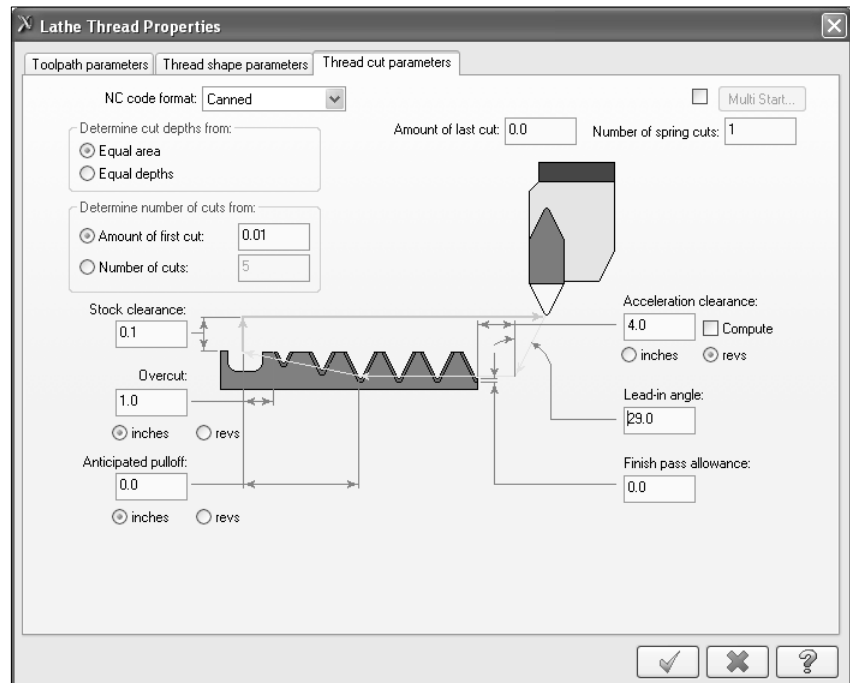 Lathe Thread Properties
Toolpath parameters Thread shape parameters Thread cut parameters
NC code format: Canned
Multi Start...
Determine cut depths from:
Equal area
Equal depths
Amount of last cut: 0.0
Number of spring cuts: 1
Determine number of cuts from:
Amount of first cut: 0.01
Number of cuts: 5
Stock clearance:
0.1
Overcut:
1.0
inches revs
Anticipated pulloff:
0.0
inches revs
Acceleration clearance:
4.0 Compute
inches revs
Lead-in angle:
29.0
Finish pass allowance:
0.0